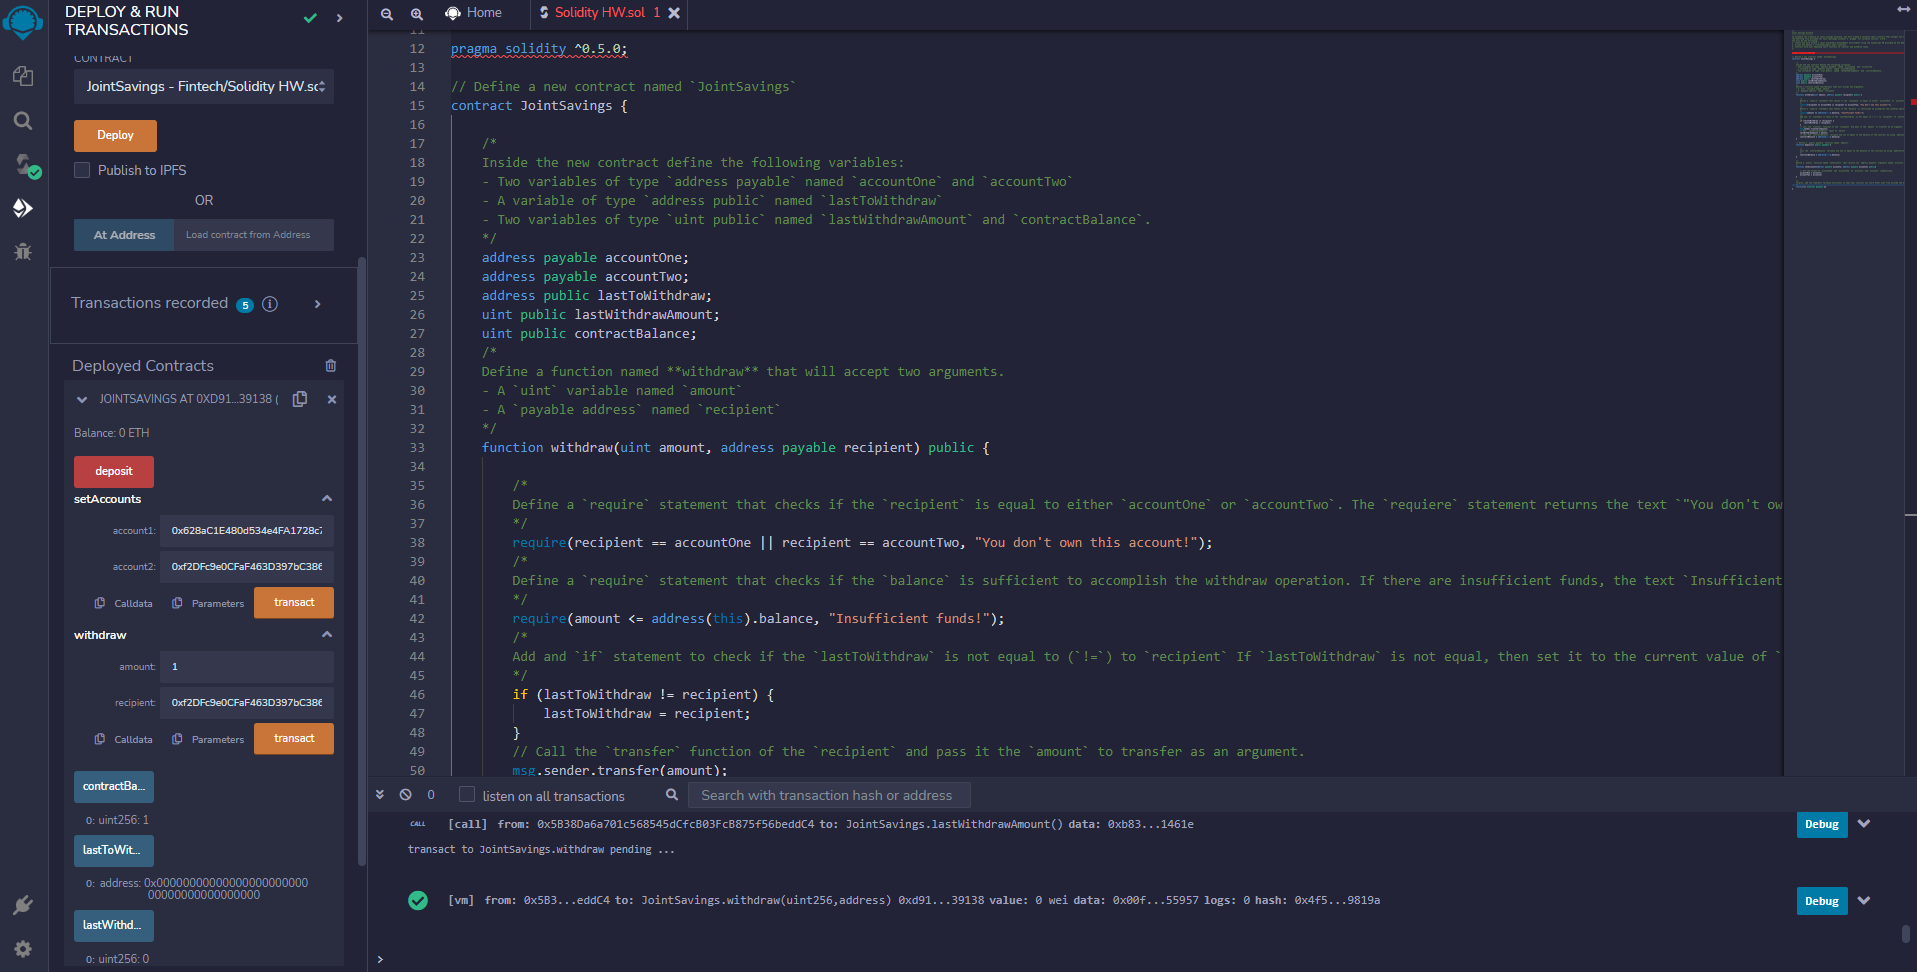 DEPLOY & RUN
TRANSACTIONS
CONTRACT
JointSavings - Fintech/Solidity HW.sc
Deploy
Publish to IPFS
OR
At Address
Load contract from Address
Transactions recorded 5 i
Deployed Contracts
JOINTSAVINGS AT 0XD91...39138 (
Balance: 0 ETH
deposit
setAccounts
account1: 0x628aC1E480d534e4FA1728c7
account2: 0xf2DFc9e0CFaF463D397bC386
Calldata Parameters transact
withdraw
amount: 1
recipient: 0xf2DFc9e0CFaF463D397bC386
Calldata Parameters transact
contractBa...
0: uint256: 1
lastToWit...
0: address: 0x00000000000000000000000
00000000000000000
lastWithd...
0: uint256: 0
Home
Solidity HW.sol 1
11
12 pragma solidity ^0.5.0;
13
14 // Define a new contract named `JointSavings`
15 contract JointSavings {
16
17 /*
18 Inside the new contract define the following variables:
19 - Two variables of type `address payable` named `accountOne` and `accountTwo`
20 - A variable of type `address public` named `lastToWithdraw`
21 - Two variables of type `uint public` named `lastWithdrawAmount` and `contractBalance`.
22 */
23 address payable accountOne;
24 address payable accountTwo;
25 address public lastToWithdraw;
26 uint public lastWithdrawAmount;
27 uint public contractBalance;
28 /*
29 Define a function named **withdraw** that will accept two arguments.
30 - A `uint` variable named `amount`
31 - A `payable address` named `recipient`
32 */
33 function withdraw(uint amount, address payable recipient) public {
34
35 /*
36 Define a `require` statement that checks if the `recipient` is equal to either `accountOne` or `accountTwo`. The `requiere` statement returns the text `"You don't ow
37 */
38 require(recipient == accountOne || recipient == accountTwo, "You don't own this account!");
39 /*
40 Define a `require` statement that checks if the `balance` is sufficient to accomplish the withdraw operation. If there are insufficient funds, the text `Insufficient
41 */
42 require(amount <= address(this).balance, "Insufficient funds!");
43 /*
44 Add and `if` statement to check if the `lastToWithdraw` is not equal to (`!=`) to `recipient` If `lastToWithdraw` is not equal, then set it to the current value of `
45 */
46 if (lastToWithdraw != recipient) {
47 lastToWithdraw = recipient;
48 }
49 // Call the `transfer` function of the `recipient` and pass it the `amount` to transfer as an argument.
50 msg.sender.transfer(amount);
0 listen on all transactions Search with transaction hash or address
CALL [call] from: 0x5B38Da6a701c568545dCfcB03FcB875f56beddC4 to: JointSavings.lastWithdrawAmount() data: 0xb83...1461e Debug
transact to JointSavings.withdraw pending ...
[vm] from: 0x5B3...eddC4 to: JointSavings.withdraw(uint256,address) 0xd91...39138 value: 0 wei data: 0x00f...55957 logs: 0 hash: 0x4f5...9819a Debug
>